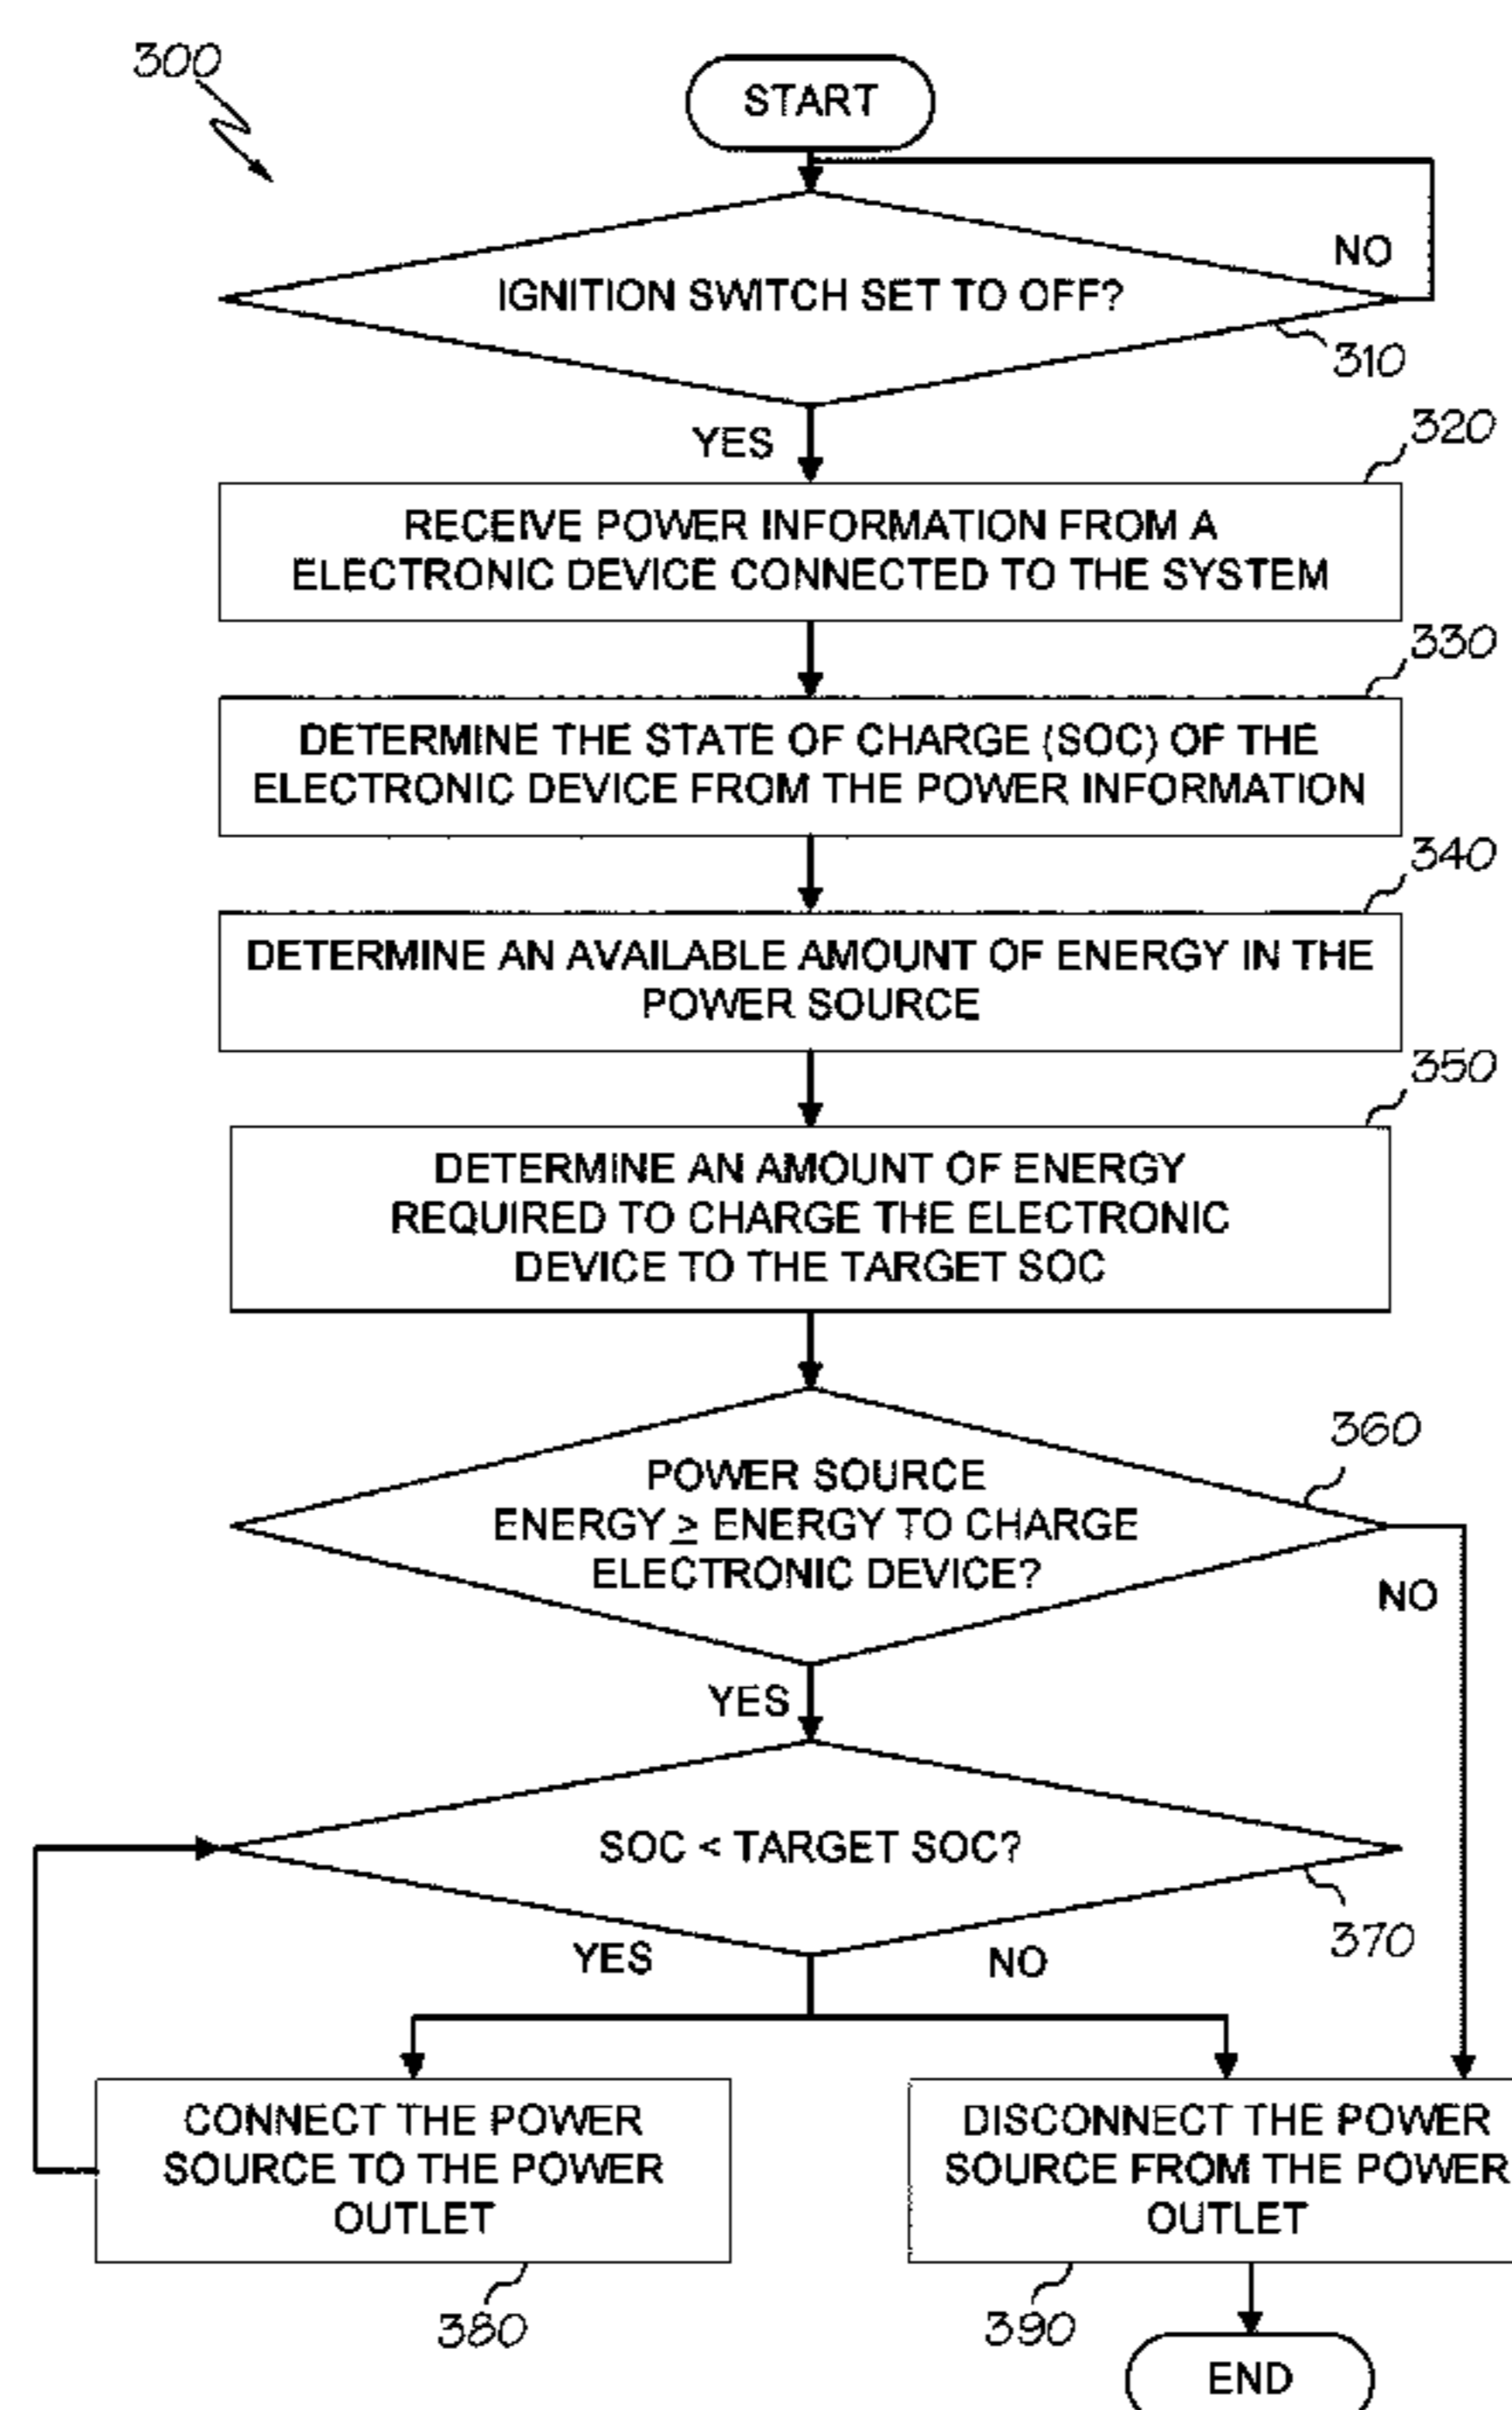 300
START
NO
IGNITION SWITCH SET TO OFF?
310
YES
320
RECEIVE POWER INFORMATION FROM A
ELECTRONIC DEVICE CONNECTED TO THE SYSTEM
330
DETERMINE THE STATE OF CHARGE (SOC) OF THE
ELECTRONIC DEVICE FROM THE POWER INFORMATION
340
DETERMINE AN AVAILABLE AMOUNT OF ENERGY IN THE
POWER SOURCE
350
DETERMINE AN AMOUNT OF ENERGY
REQUIRED TO CHARGE THE ELECTRONIC
DEVICE TO THE TARGET SOC
360
POWER SOURCE
ENERGY ≥ ENERGY TO CHARGE
ELECTRONIC DEVICE?
NO
YES
SOC < TARGET SOC?
370
YES
NO
CONNECT THE POWER
SOURCE TO THE POWER
OUTLET
380
DISCONNECT THE POWER
SOURCE FROM THE POWER
OUTLET
390
END